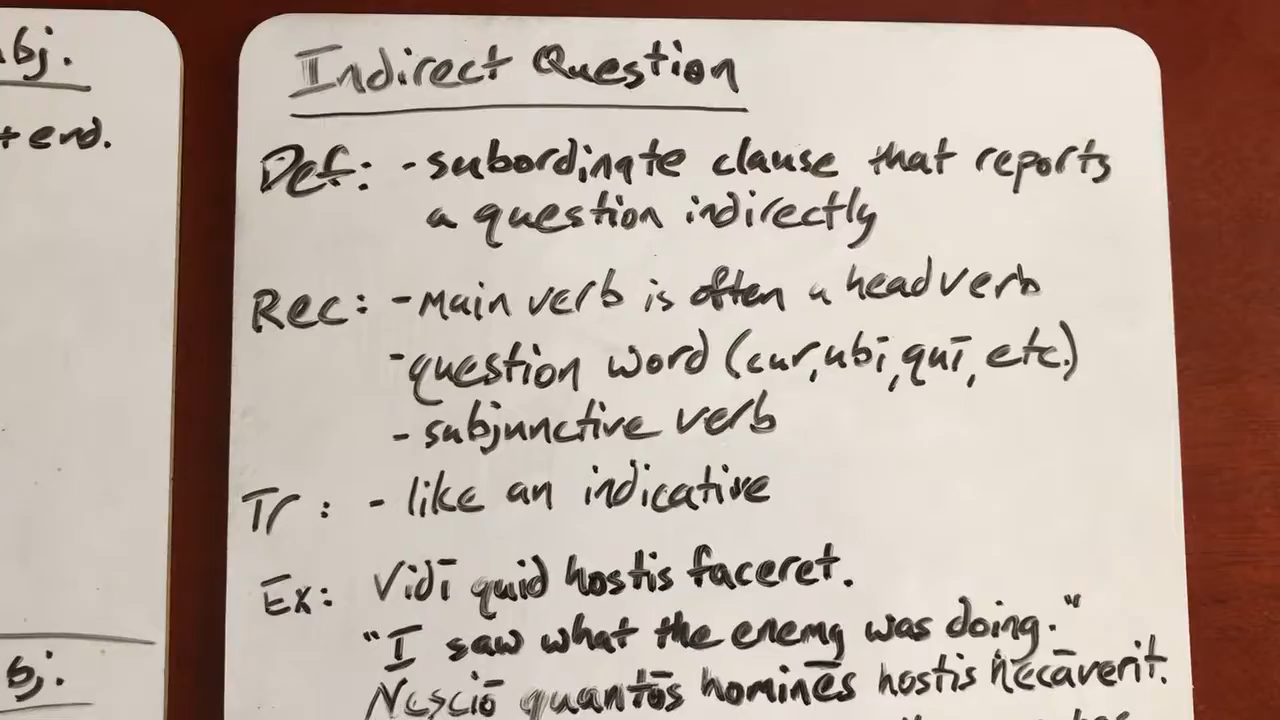 bj.
+ end.
bj.
Indirect Question
Def: - subordinate clause that reports
a question indirectly
Rec: - Main verb is often a head verb
- question word (cur, ubī, quī, etc.)
- subjunctive verb
Tr: - like an indicative
Ex: Vidī quid hostis faceret.
"I saw what the enemy was doing."
Nesciō quantōs hominēs hostis necāverit.